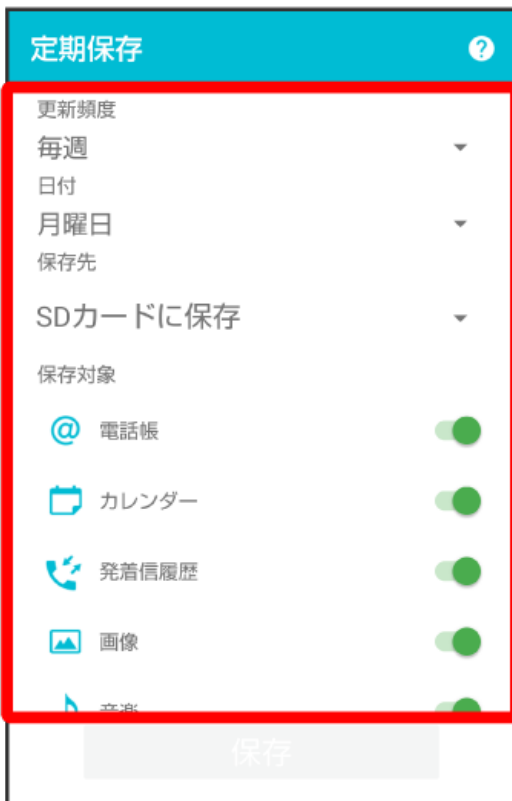 定期保存
更新頻度
毎週
日付
月曜日
保存先
SDカードに保存
保存対象
電話帳
カレンダー
発着信履歴
画像
音楽
保存